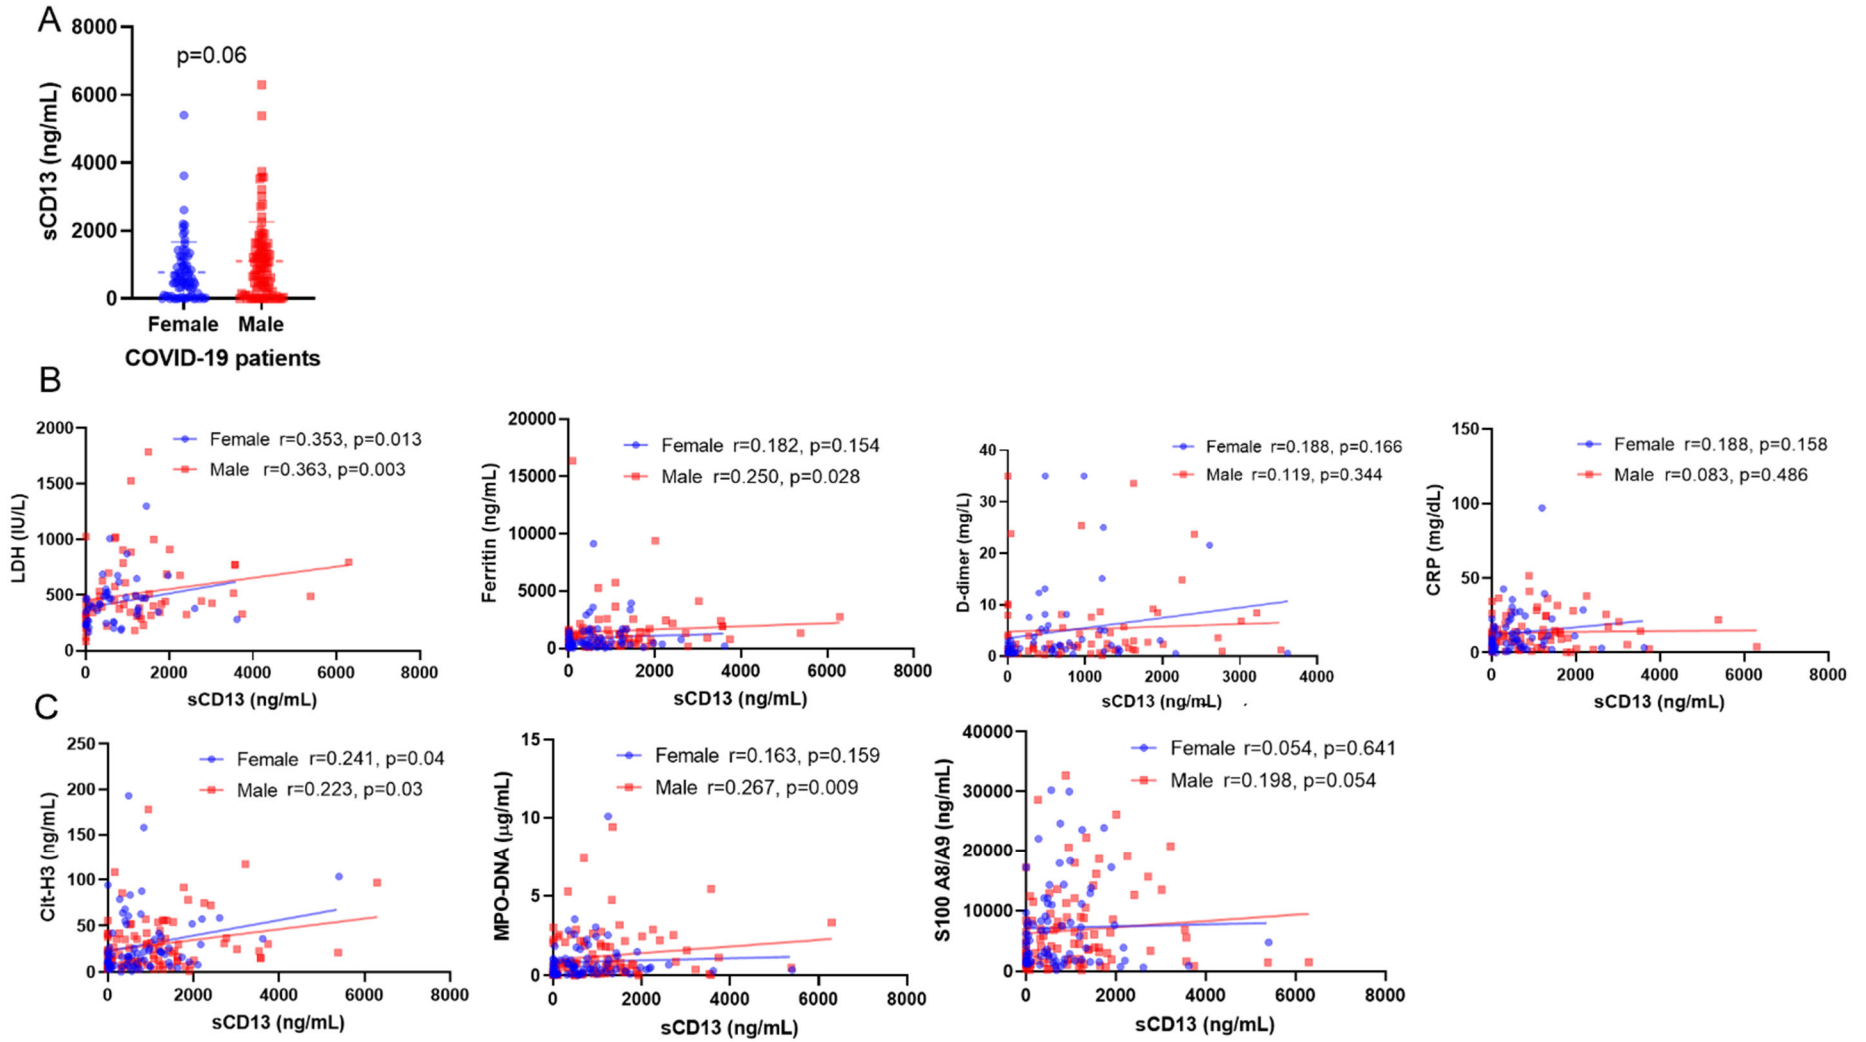 A
8000
6000
4000
2000
0
sCD13 (ng/mL)
p=0.06
Female Male
COVID-19 patients
B
2000
1500
1000
500
0
LDH (IU/L)
Female r=0.353, p=0.013
Male r=0.363, p=0.003
0 2000 4000 6000 8000
sCD13 (ng/mL)
20000
15000
10000
5000
0
Ferritin (ng/mL)
Female r=0.182, p=0.154
Male r=0.250, p=0.028
0 2000 4000 6000 8000
sCD13 (ng/mL)
40
30
20
10
0
D-dimer (mg/L)
Female r=0.188, p=0.166
Male r=0.119, p=0.344
0 1000 2000 3000 4000
sCD13 (ng/mL)
150
100
50
0
CRP (mg/dL)
Female r=0.188, p=0.158
Male r=0.083, p=0.486
0 2000 4000 6000 8000
sCD13 (ng/mL)
C
250
200
150
100
50
0
Cit-H3 (ng/mL)
Female r=0.241, p=0.04
Male r=0.223, p=0.03
0 2000 4000 6000 8000
sCD13 (ng/mL)
15
10
5
0
MPO-DNA (µg/mL)
Female r=0.163, p=0.159
Male r=0.267, p=0.009
0 2000 4000 6000 8000
sCD13 (ng/mL)
40000
30000
20000
10000
0
S100 A8/A9 (ng/mL)
Female r=0.054, p=0.641
Male r=0.198, p=0.054
0 2000 4000 6000 8000
sCD13 (ng/mL)